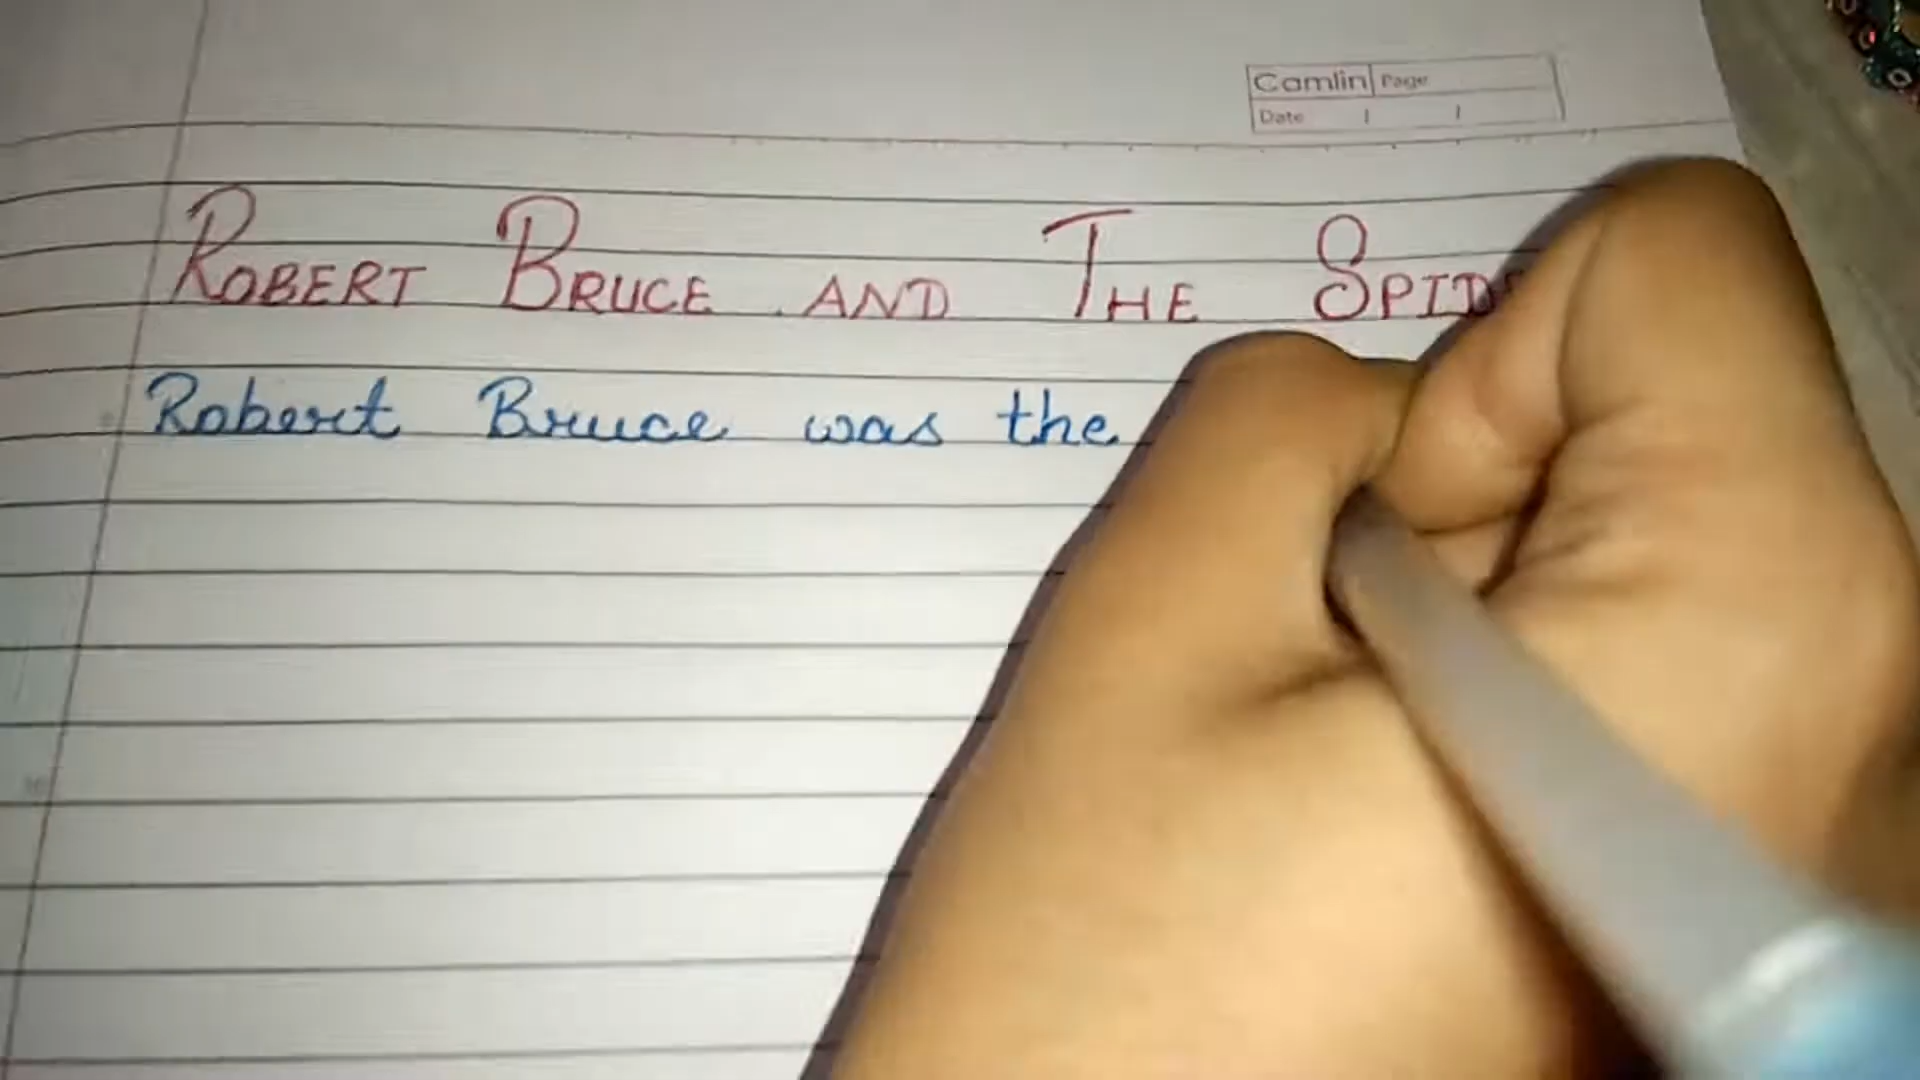 Camlin Page
Date / /
ROBERT BRUCE AND THE SPID
Robert Bruce was the